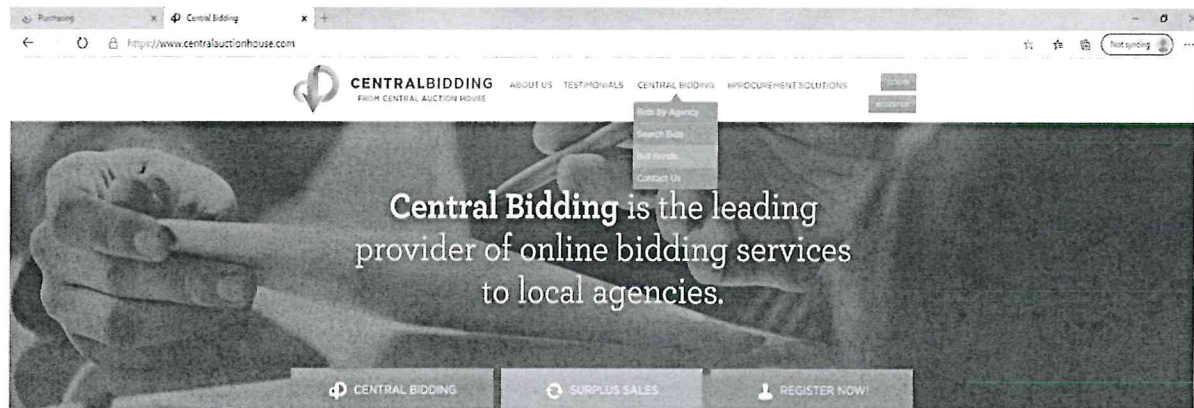 Purchasing
Central Bidding
https://www.centralauctionhouse.com
Not syncing
CENTRALBIDDING
FROM CENTRAL AUCTION HOUSE
ABOUT US TESTIMONIALS CENTRAL BIDDING EPROCUREMENT SOLUTIONS
LOGIN
REGISTER
Bids by Agency
Search Bids
Bid Bonds
Contact Us
Central Bidding is the leading
provider of online bidding services
to local agencies.
CENTRAL BIDDING
SURPLUS SALES
REGISTER NOW!